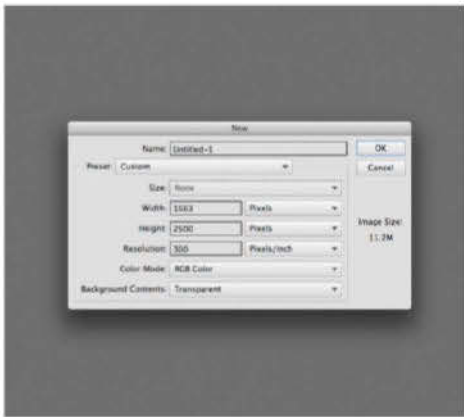 New
Name: Untitled-1
OK
Preset: Custom
Cancel
Size: None
Width: 1563 Pixels
Height: 2500 Pixels
Image Size:
Resolution: 300 Pixels/Inch
11.2M
Color Mode: RGB Color
Background Contents: Transparent